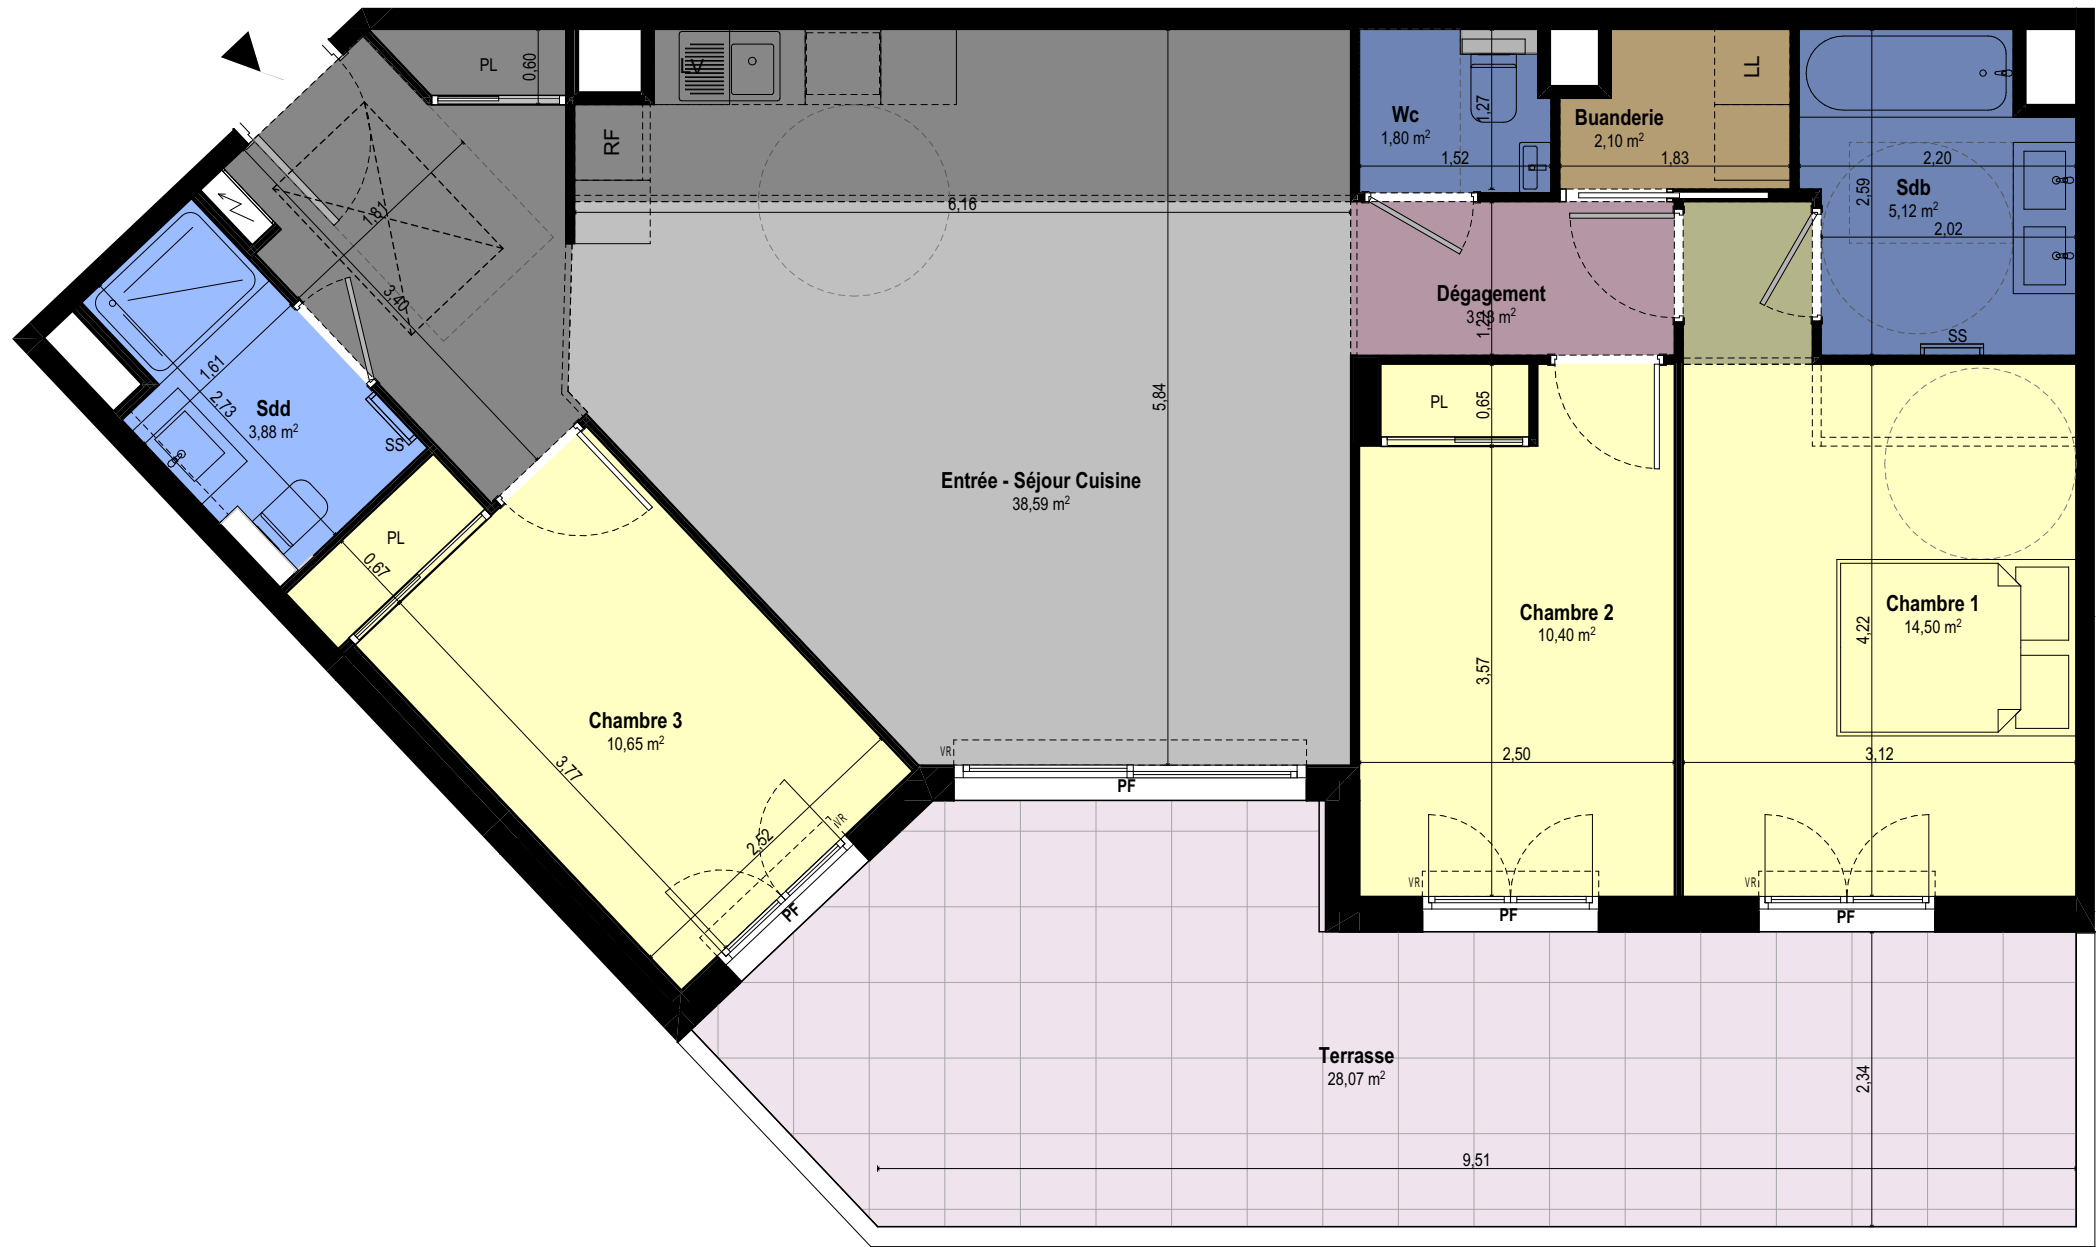 PL
0,60
LV
RF
Wc
1,80 m²
1,27
1,52
Buanderie
2,10 m²
1,83
LL
2,20
Sdb
5,12 m²
2,59
2,02
SS
1,81
3,40
6,16
5,84
Dégagement
1,22
1,61
2,73
Sdd
3,88 m²
SS
PL
0,67
PL
0,65
Entrée - Séjour Cuisine
38,59 m²
Chambre 2
10,40 m²
3,57
2,50
Chambre 1
14,50 m²
4,22
3,12
Chambre 3
10,65 m²
3,77
2,52
VR
PF
VR
PF
VR
PF
VR
PF
Terrasse
28,07 m²
2,34
9,51